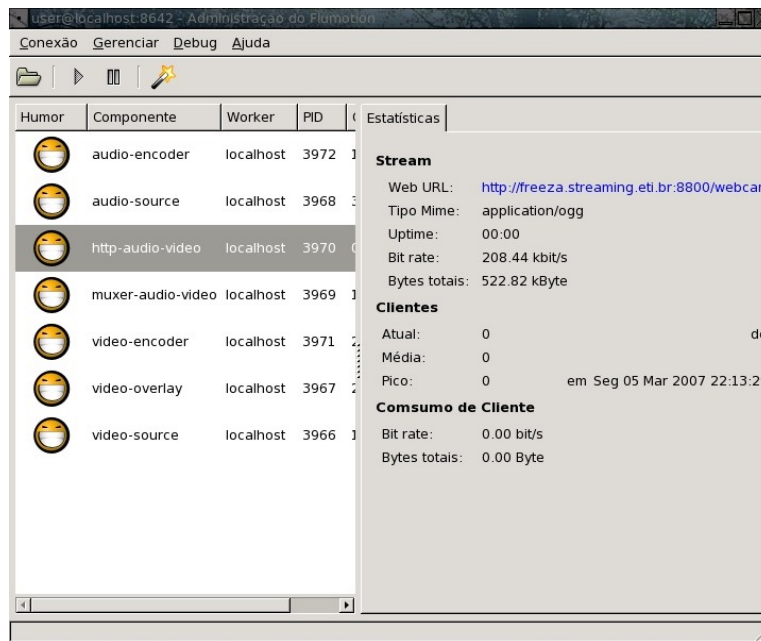 user@localhost:8642 - Administração do Flumotion
Conexão Gerenciar Debug Ajuda
Humor Componente Worker PID
audio-encoder localhost 3972
audio-source localhost 3968
http-audio-video localhost 3970
muxer-audio-video localhost 3969
video-encoder localhost 3971
video-overlay localhost 3967
video-source localhost 3966
Estatísticas
Stream
Web URL: http://freeza.streaming.eti.br:8800/webcam
Tipo Mime: application/ogg
Uptime: 00:00
Bit rate: 208.44 kbit/s
Bytes totais: 522.82 kByte
Clientes
Atual: 0
Média: 0
Pico: 0 em Seg 05 Mar 2007 22:13:2
Comsumo de Cliente
Bit rate: 0.00 bit/s
Bytes totais: 0.00 Byte